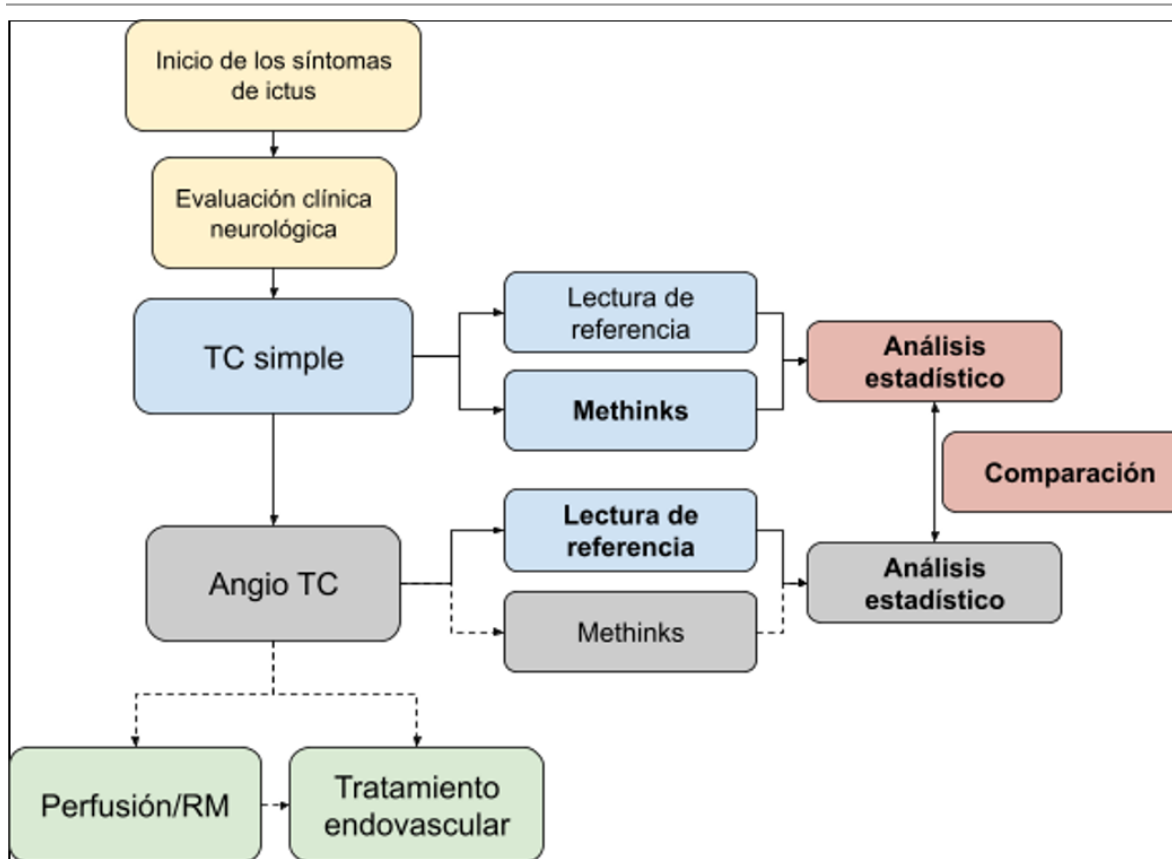 Inicio de los síntomas
de ictus
Evaluación clínica
neurológica
TC simple
Lectura de
referencia
Methinks
Análisis
estadístico
Comparación
Angio TC
Lectura de
referencia
Methinks
Análisis
estadístico
Perfusión/RM
Tratamiento
endovascular